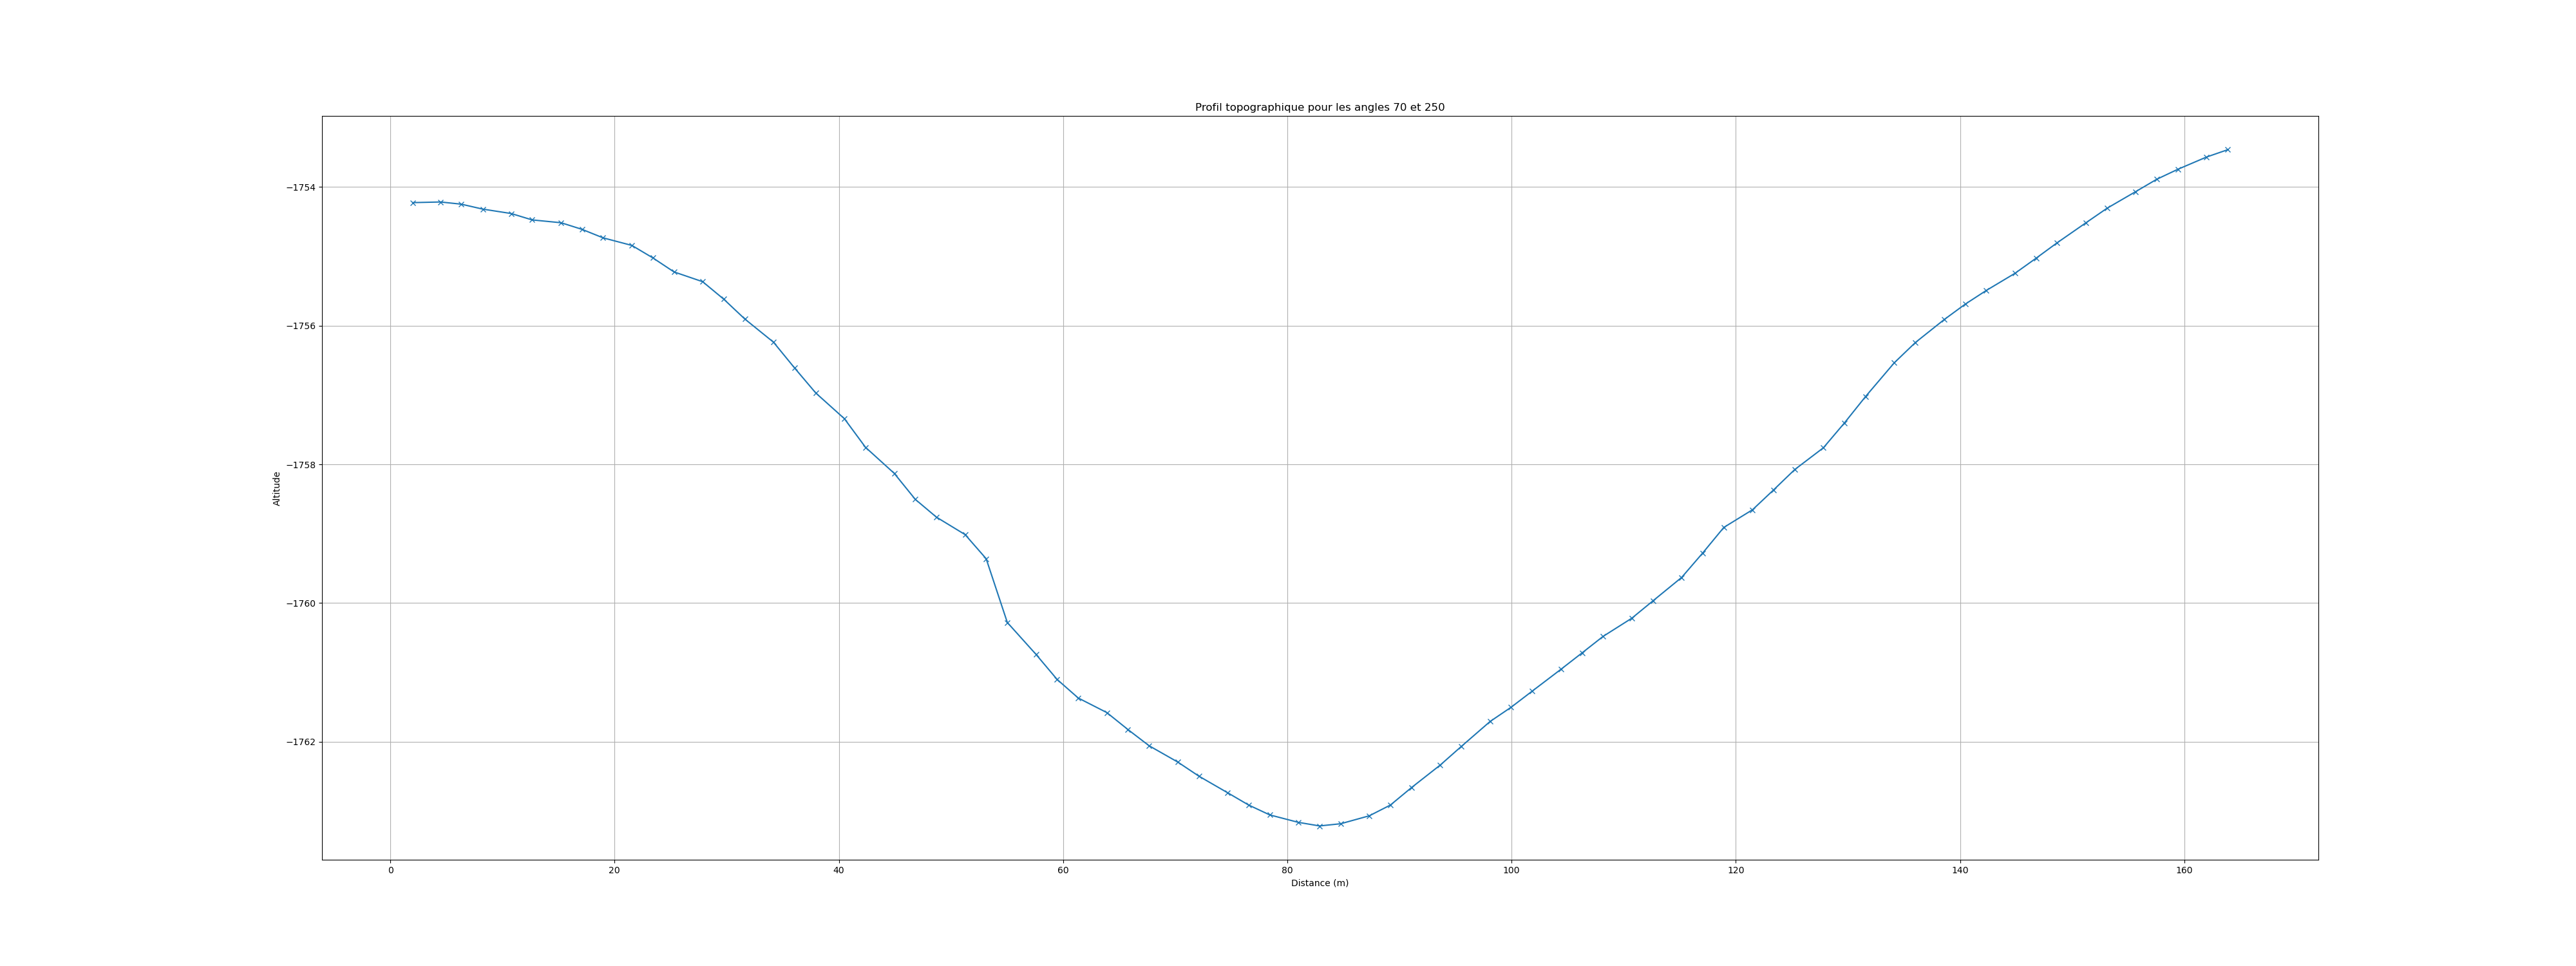 Profil topographique pour les angles 70 et 250
−1754
−1756
−1758
−1760
−1762
Altitude
0 20 40 60 80 100 120 140 160
Distance (m)